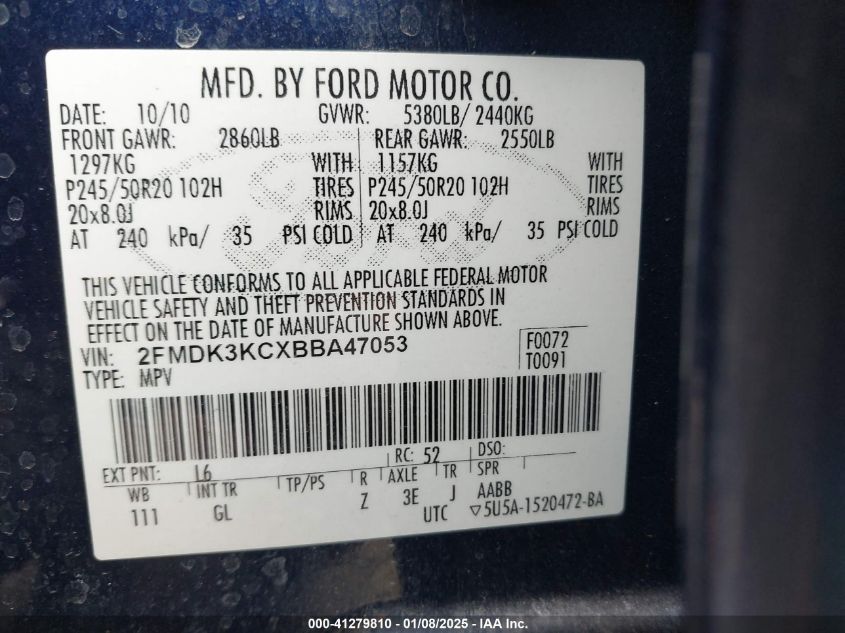 MFD. BY FORD MOTOR CO.
DATE: 10/10 GVWR: 5380LB/ 2440KG
FRONT GAWR: 2860LB REAR GAWR: 2550LB
1297KG WITH 1157KG WITH
P245/50R20 102H TIRES P245/50R20 102H TIRES
20x8.0J RIMS 20x8.0J RIMS
AT 240 kPa/ 35 PSI COLD AT 240 kPa/ 35 PSI COLD
THIS VEHICLE CONFORMS TO ALL APPLICABLE FEDERAL MOTOR
VEHICLE SAFETY AND THEFT PREVENTION STANDARDS IN
EFFECT ON THE DATE OF MANUFACTURE SHOWN ABOVE.
VIN: 2FMDK3KCXBBA47053 F0072
TYPE: MPV T0091
EXT PNT: L6 RC: 52 DSO:
WB INT TR TP/PS R AXLE TR SPR
111 GL Z 3E J AABB
UTC ▽5U5A-1520472-BA
000-41279810 - 01/08/2025 - IAA Inc.